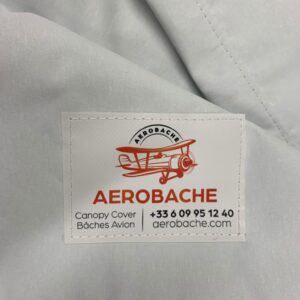 AEROBACHE
AEROBACHE
Canopy Cover
Bâches Avion
+33 6 09 95 12 40
aerobache.com